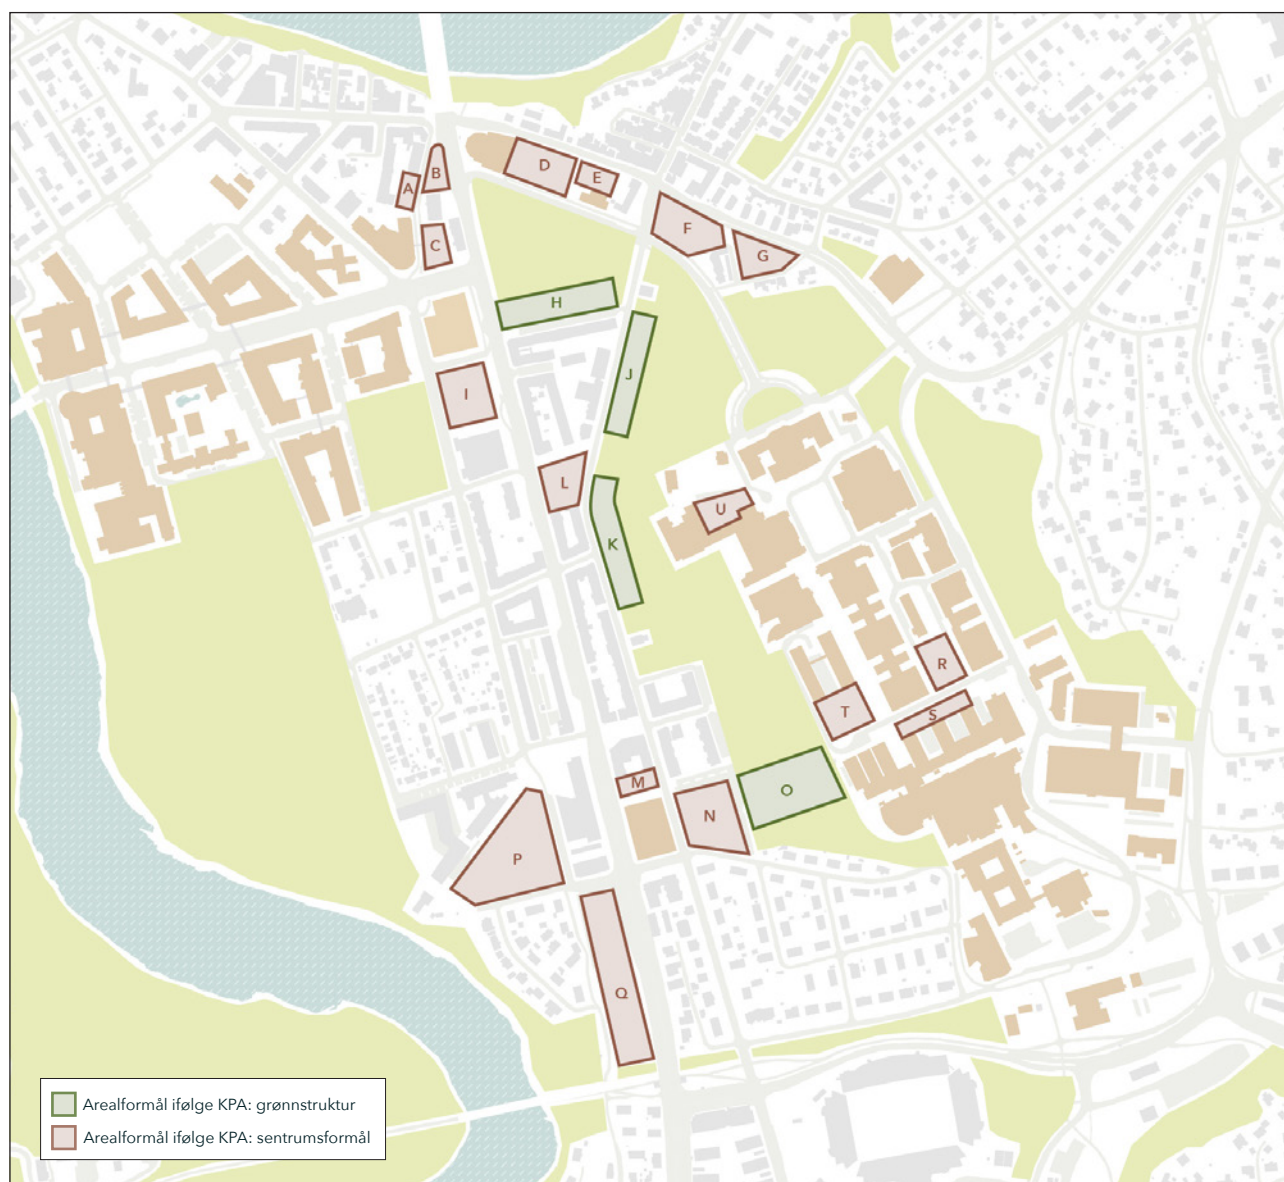 D
B
E
A
F
C
G
H
J
I
L
U
K
R
T
S
M
O
N
P
Q
Arealformål ifølge KPA: grønnstruktur
Arealformål ifølge KPA: sentrumsformål